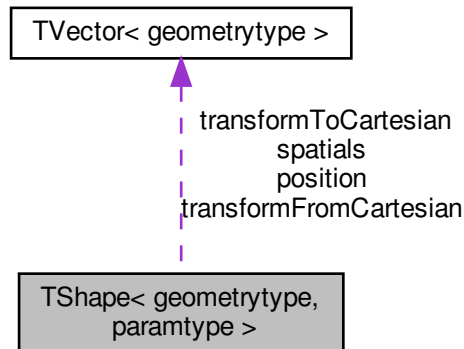 TVector< geometrytype >
transformToCartesian
spatials
position
transformFromCartesian
TShape< geometrytype,
paramtype >